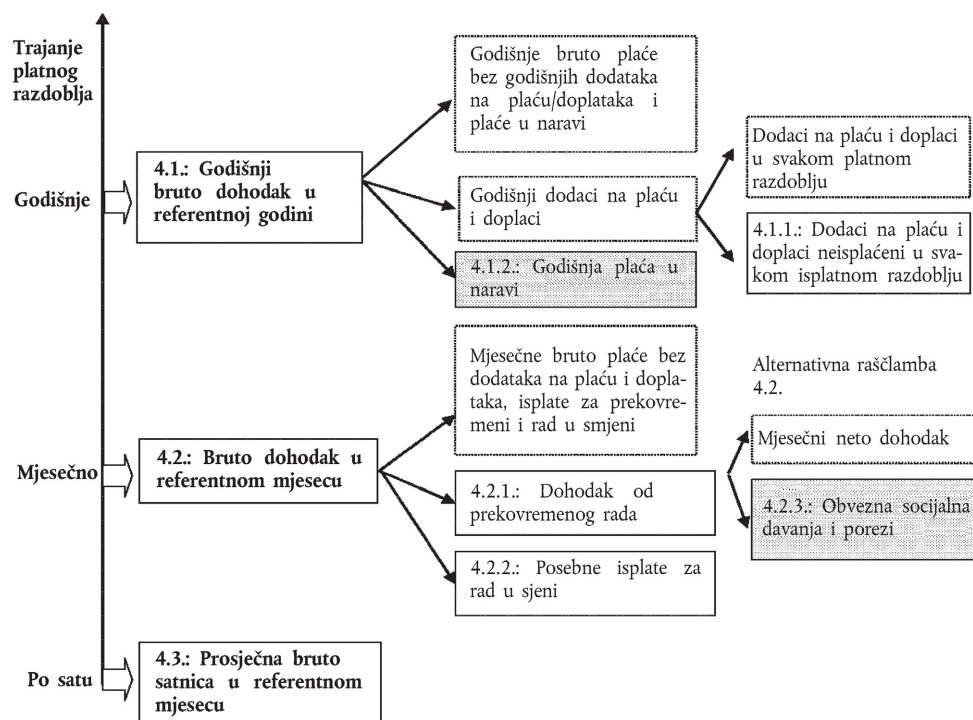 Trajanje
platnog
razdoblja
Godišnje
4.1.: Godišnji
bruto dohodak u
referentnoj godini
Godišnje bruto plaće
bez godišnjih dodataka
na plaću/doplataka i
plaće u naravi
Godišnji dodaci na plaću
i doplaci
4.1.2.: Godišnja plaća u
naravi
Dodaci na plaću i doplaci
u svakom platnom
razdoblju
4.1.1.: Dodaci na plaću i
doplaci neisplaćeni u sva-
kom isplatnom razdoblju
Mjesečno
4.2.: Bruto dohodak u
referentnom mjesecu
Mjesečne bruto plaće bez
dodataka na plaću i dopla-
taka, isplate za prekovre-
meni i rad u smjeni
4.2.1.: Dohodak od
prekovremenog rada
4.2.2.: Posebne isplate za
rad u sjeni
Alternativna raščlamba
4.2.
Mjesečni neto dohodak
4.2.3.: Obvezna socijalna
davanja i porezi
Po satu
4.3.: Prosječna bruto
satnica u referentnom
mjesecu